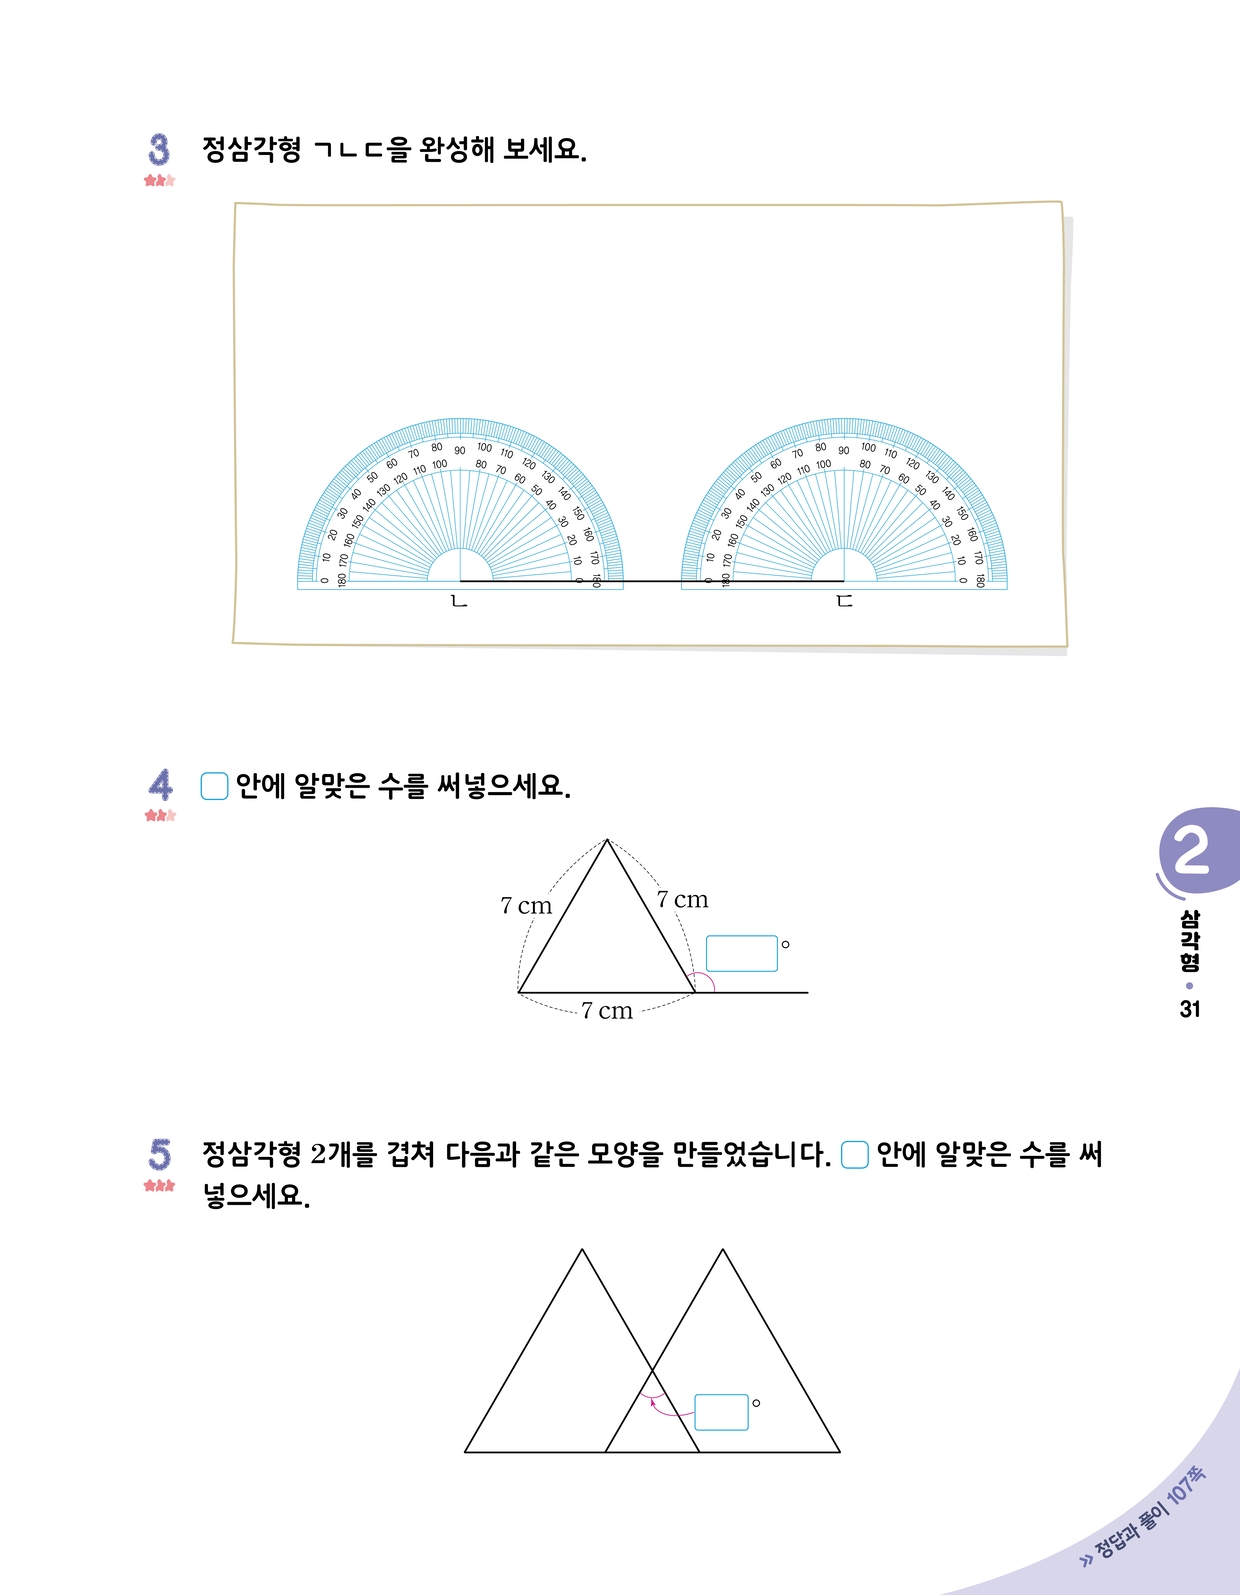 3 정삼각형 ㄱㄴㄷ을 완성해 보세요.
0 10 20 30 40 50 60 70 80 90 100 110 120 130 140 150 160 170 180
180 170 160 150 140 130 120 110 100 80 70 60 50 40 30 20 10 0
0 10 20 30 40 50 60 70 80 90 100 110 120 130 140 150 160 170 180
180 170 160 150 140 130 120 110 100 80 70 60 50 40 30 20 10 0
ㄴ ㄷ
4 안에 알맞은 수를 써넣으세요.
7 cm 7 cm
°
7 cm
5 정삼각형 2개를 겹쳐 다음과 같은 모양을 만들었습니다. 안에 알맞은 수를 써
넣으세요.
°
2
삼각형 • 31
» 정답과 풀이 107쪽